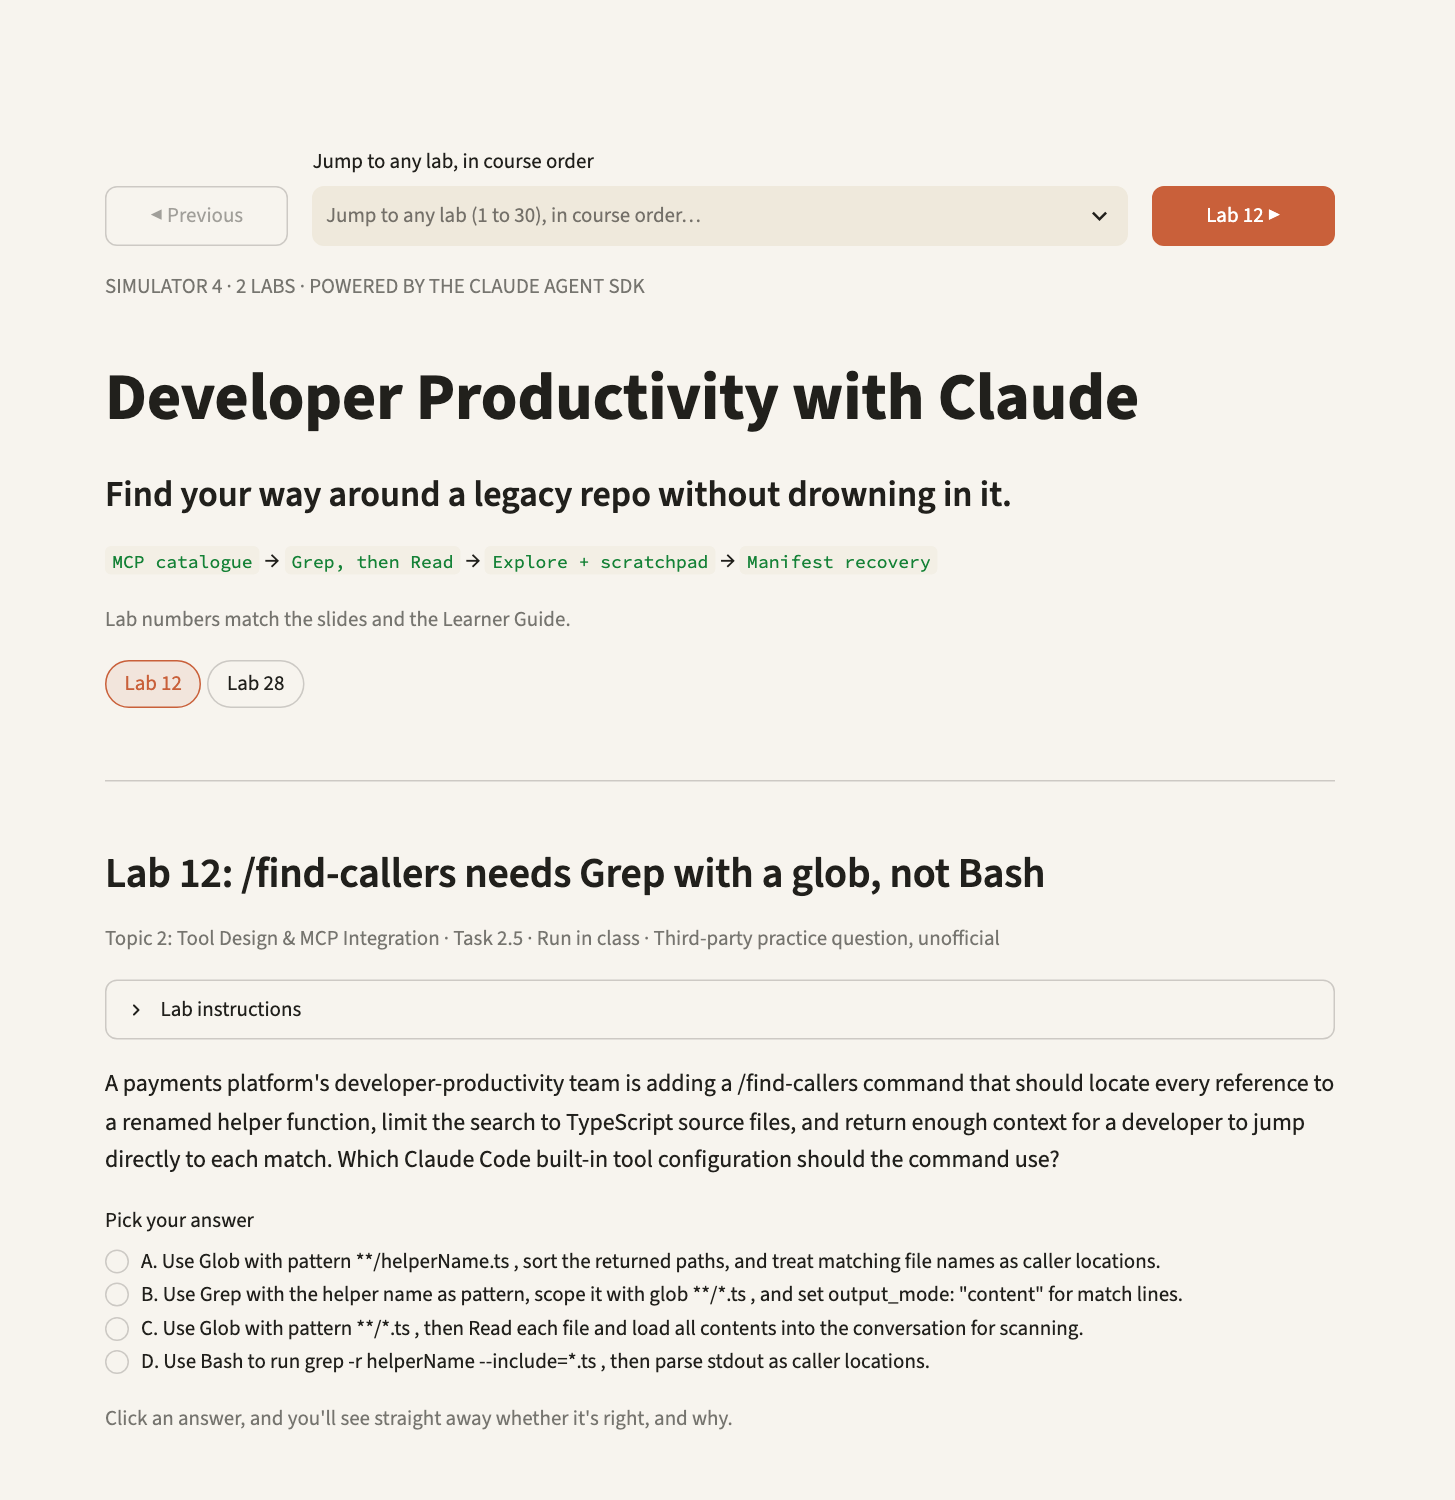 Jump to any lab, in course order
◀ Previous
Jump to any lab (1 to 30), in course order…
Lab 12 ▶
SIMULATOR 4 · 2 LABS · POWERED BY THE CLAUDE AGENT SDK
Developer Productivity with Claude
Find your way around a legacy repo without drowning in it.
MCP catalogue → Grep, then Read → Explore + scratchpad → Manifest recovery
Lab numbers match the slides and the Learner Guide.
Lab 12 Lab 28
Lab 12: /find-callers needs Grep with a glob, not Bash
Topic 2: Tool Design & MCP Integration · Task 2.5 · Run in class · Third-party practice question, unofficial
Lab instructions
A payments platform's developer-productivity team is adding a /find-callers command that should locate every reference to
a renamed helper function, limit the search to TypeScript source files, and return enough context for a developer to jump
directly to each match. Which Claude Code built-in tool configuration should the command use?
Pick your answer
A. Use Glob with pattern **/helperName.ts , sort the returned paths, and treat matching file names as caller locations.
B. Use Grep with the helper name as pattern, scope it with glob **/*.ts , and set output_mode: "content" for match lines.
C. Use Glob with pattern **/*.ts , then Read each file and load all contents into the conversation for scanning.
D. Use Bash to run grep -r helperName --include=*.ts , then parse stdout as caller locations.
Click an answer, and you'll see straight away whether it's right, and why.